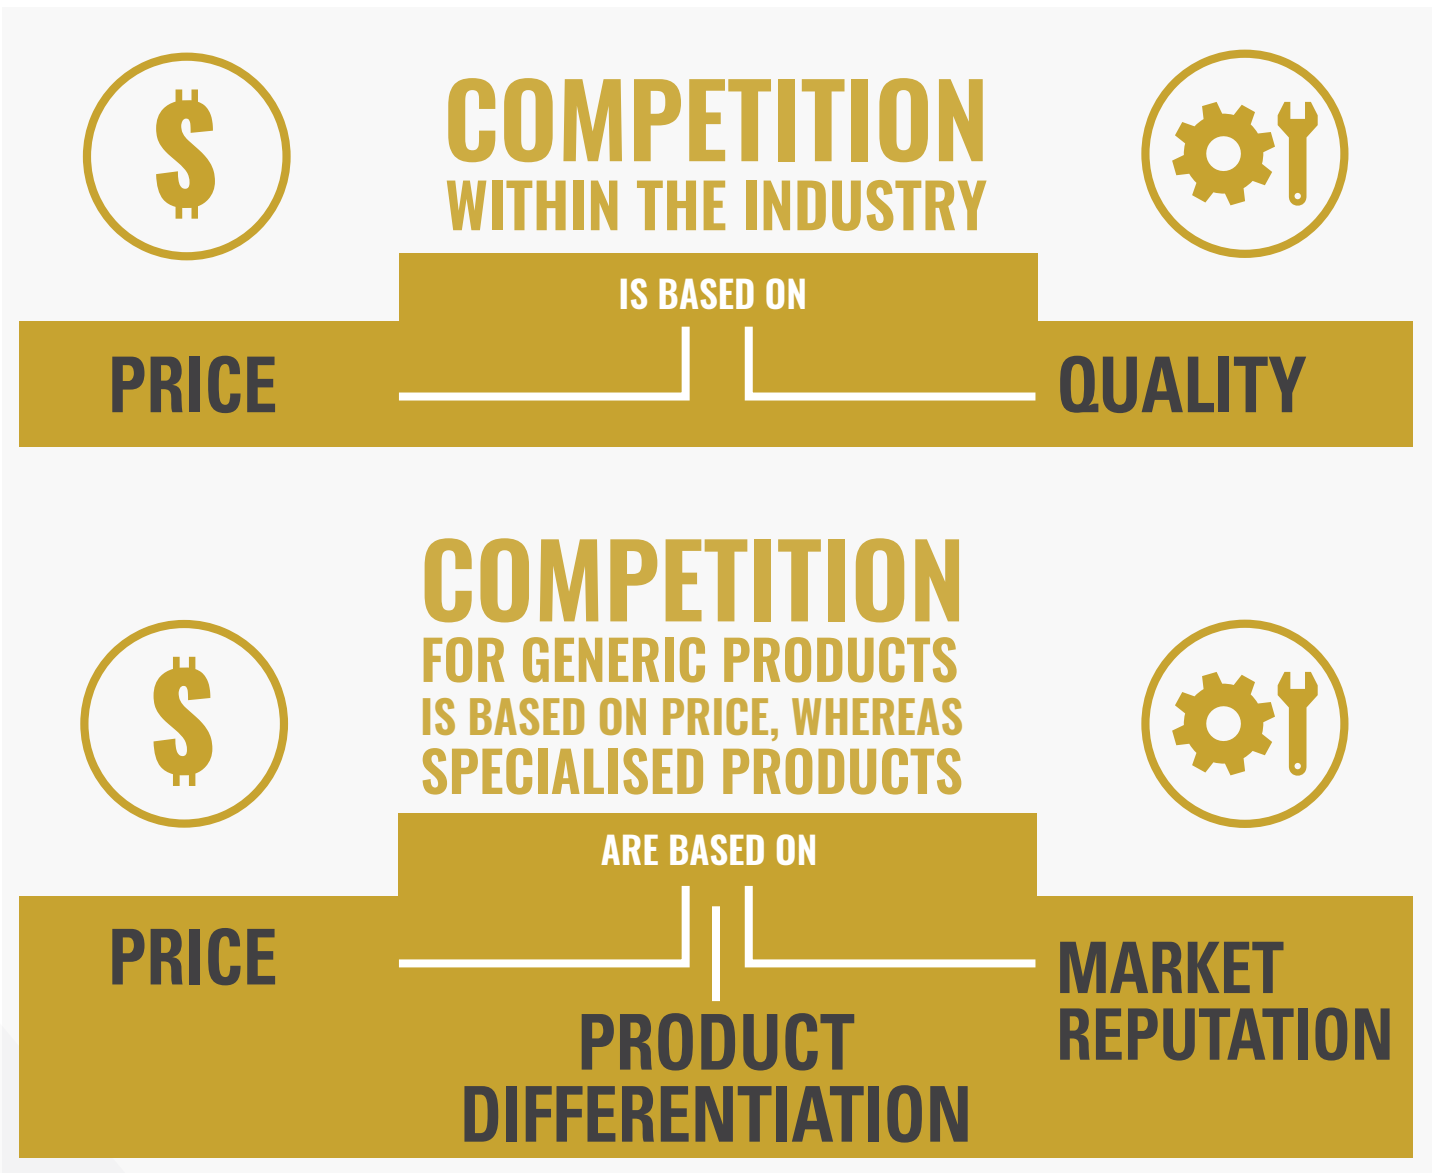 COMPETITION
WITHIN THE INDUSTRY
IS BASED ON
PRICE
QUALITY
COMPETITION
FOR GENERIC PRODUCTS
IS BASED ON PRICE, WHEREAS
SPECIALISED PRODUCTS
ARE BASED ON
PRICE
MARKET
REPUTATION
PRODUCT
DIFFERENTIATION